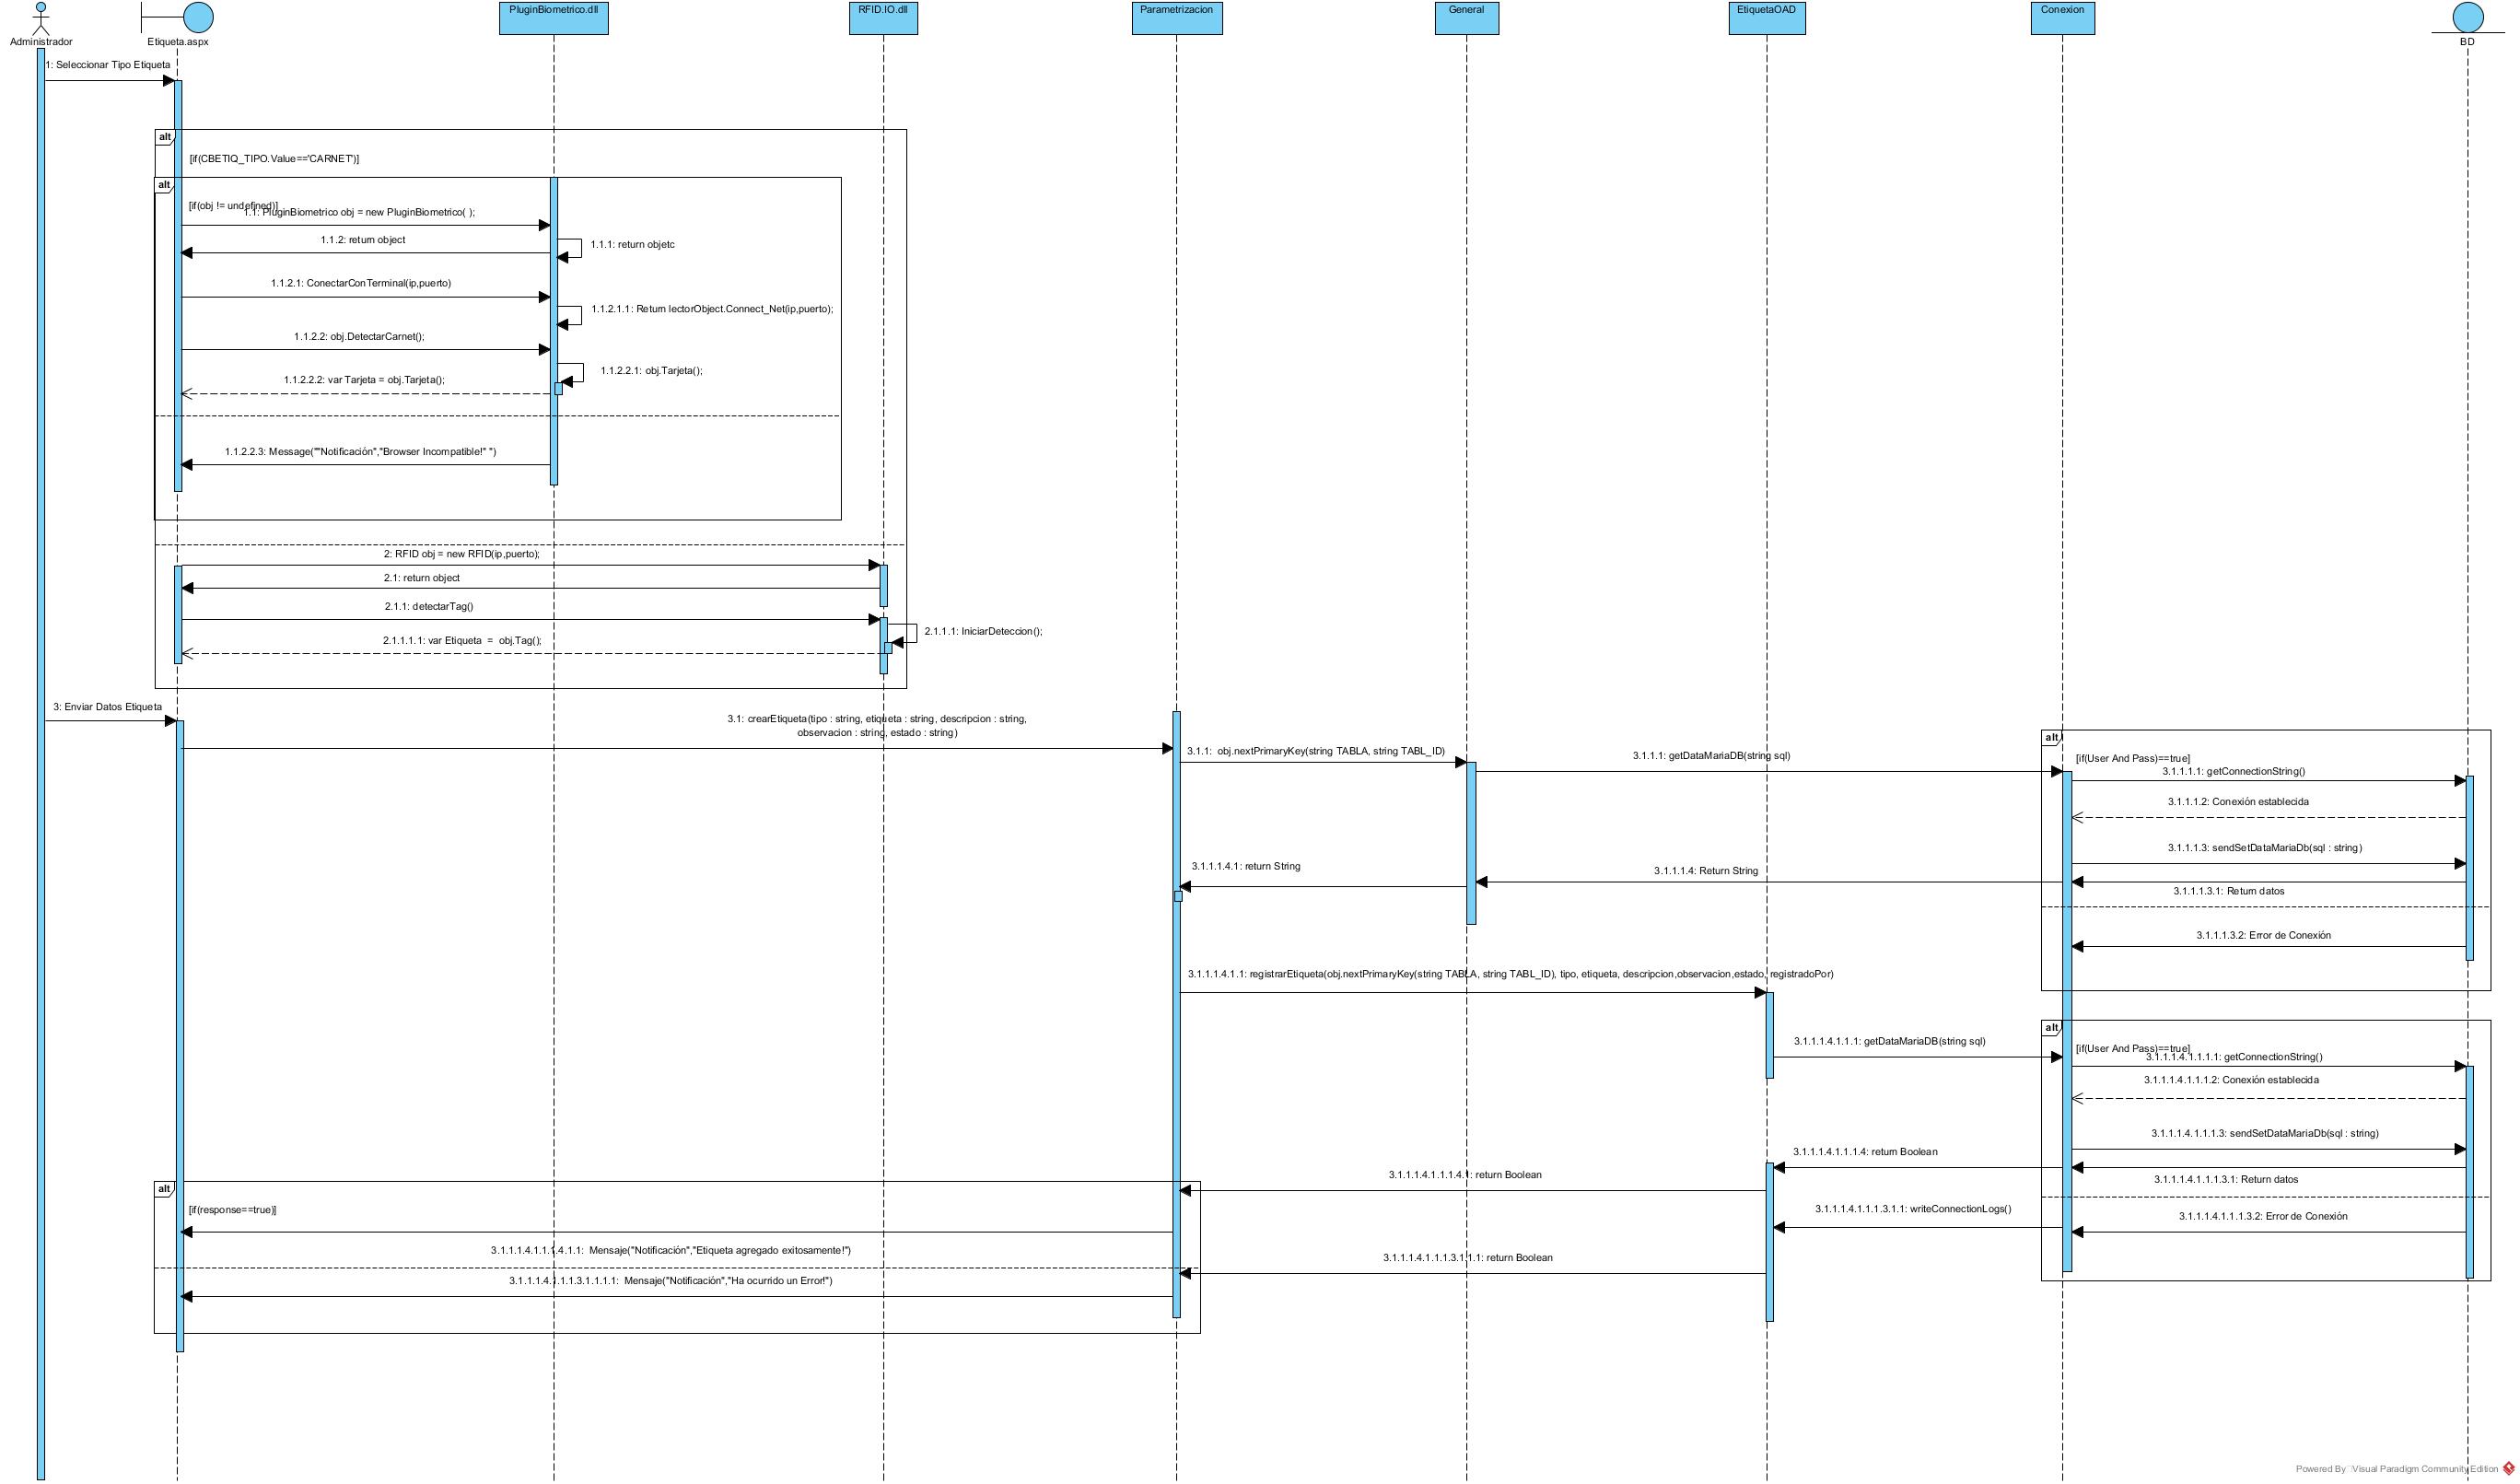 Administrador
Etiqueta.aspx
PluginBiometrico.dll
RFID.IO.dll
Parametrizacion
General
EtiquetaOAD
Conexion
BD
1: Seleccionar Tipo Etiqueta
alt
[if(CBETIQ_TIPO.Value=='CARNET')]
alt
[if(obj != undefined)]
1.1: PluginBiometrico obj = new PluginBiometrico( );
1.1.2: return object
1.1.1: return objetc
1.1.2.1: ConectarConTerminal(ip,puerto)
1.1.2.1.1: Return lectorObject.Connect_Net(ip,puerto);
1.1.2.2: obj.DetectarCarnet();
1.1.2.2.1: obj.Tarjeta();
1.1.2.2.2: var Tarjeta = obj.Tarjeta();
1.1.2.2.3: Message(""Notificación","Browser Incompatible!" ")
2: RFID obj = new RFID(ip,puerto);
2.1: return object
2.1.1: detectarTag()
2.1.1.1: IniciarDeteccion();
2.1.1.1.1: var Etiqueta = obj.Tag();
3: Enviar Datos Etiqueta
3.1: crearEtiqueta(tipo : string, etiqueta : string, descripcion : string,
observacion : string, estado : string)
3.1.1: obj.nextPrimaryKey(string TABLA, string TABL_ID)
3.1.1.1: getDataMariaDB(string sql)
alt
[if(User And Pass)==true]
3.1.1.1.1: getConnectionString()
3.1.1.1.2: Conexión establecida
3.1.1.1.3: sendSetDataMariaDb(sql : string)
3.1.1.1.4.1: return String
3.1.1.1.4: Return String
3.1.1.1.3.1: Return datos
3.1.1.1.3.2: Error de Conexión
3.1.1.1.4.1.1: registrarEtiqueta(obj.nextPrimaryKey(string TABLA, string TABL_ID), tipo, etiqueta, descripcion,observacion,estado, registradoPor)
alt
3.1.1.1.4.1.1.1: getDataMariaDB(string sql)
[if(User And Pass)==true]
3.1.1.1.4.1.1.1.1: getConnectionString()
3.1.1.1.4.1.1.1.2: Conexión establecida
3.1.1.1.4.1.1.1.3: sendSetDataMariaDb(sql : string)
3.1.1.1.4.1.1.1.4: return Boolean
3.1.1.1.4.1.1.1.4.1: return Boolean
3.1.1.1.4.1.1.1.3.1: Return datos
alt
[if(response==true)]
3.1.1.1.4.1.1.1.3.1.1: writeConnectionLogs()
3.1.1.1.4.1.1.1.3.2: Error de Conexión
3.1.1.1.4.1.1.1.4.1.1: Mensaje("Notificación","Etiqueta agregado exitosamente!")
3.1.1.1.4.1.1.1.3.1.1.1: return Boolean
3.1.1.1.4.1.1.1.3.1.1.1.1: Mensaje("Notificación","Ha ocurrido un Error!")
Powered By Visual Paradigm Community Edition